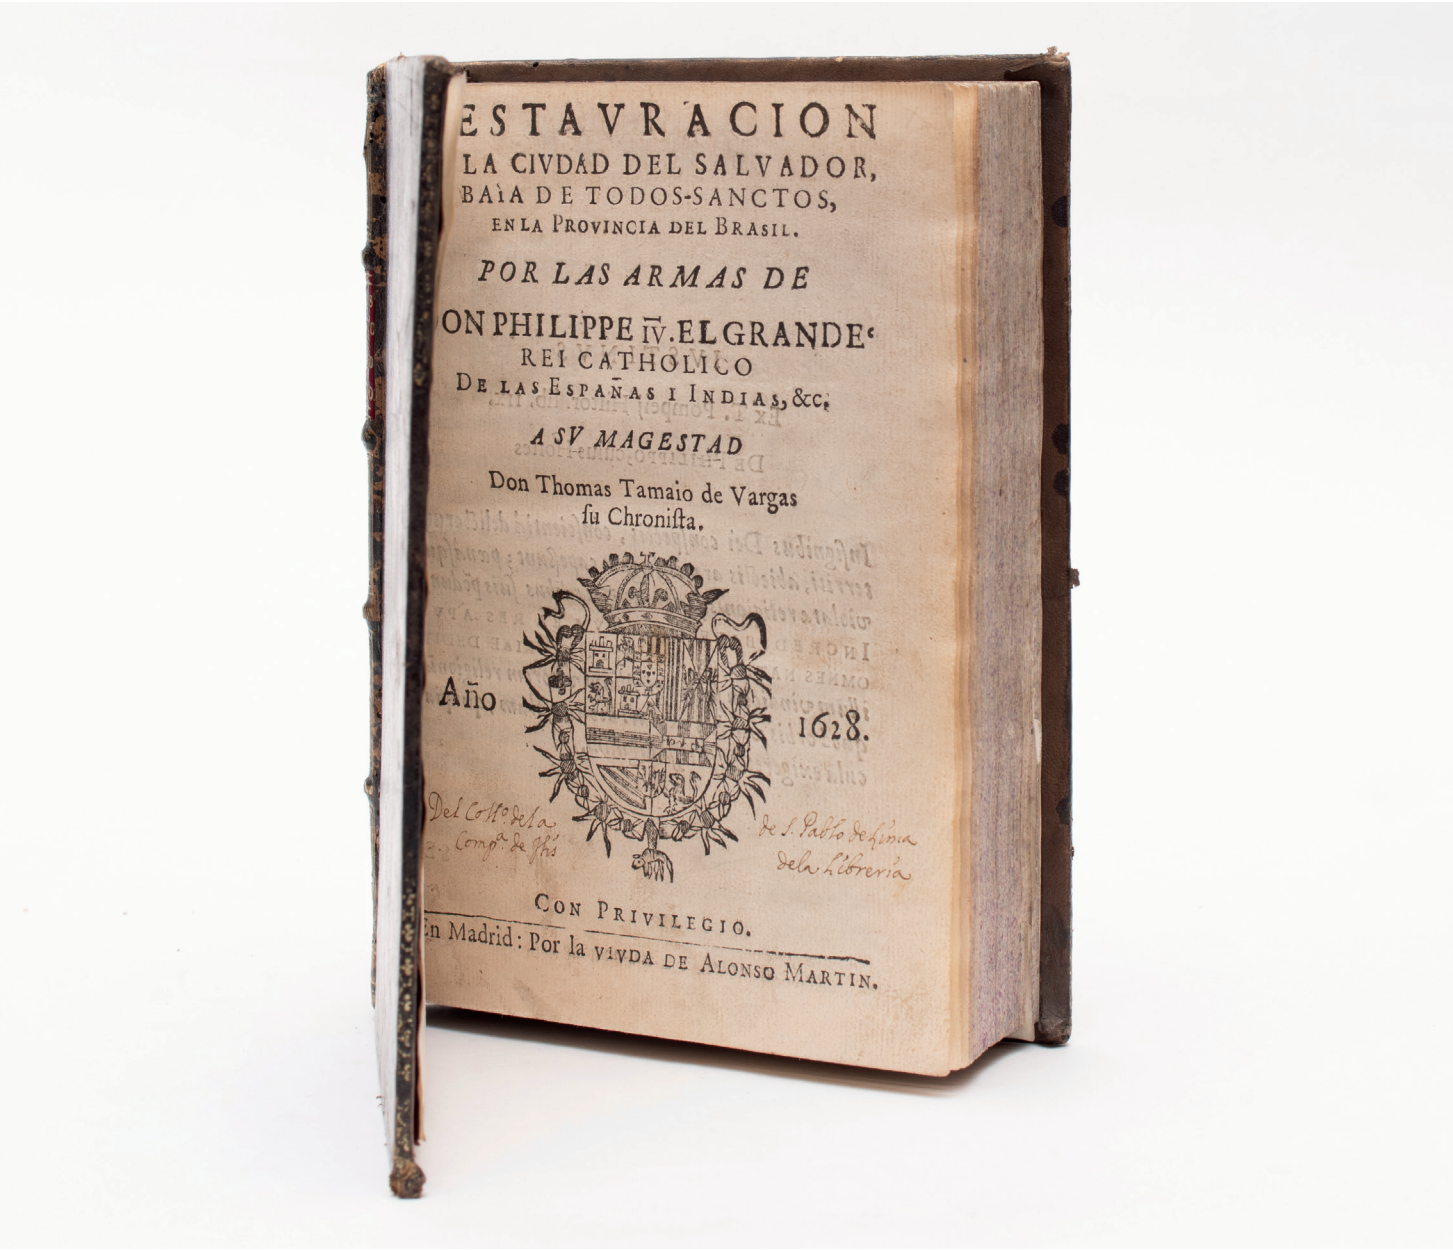 ESTAVRACION
LA CIVDAD DEL SALVADOR,
BAìA DE TODOS-SANCTOS,
EN LA PROVINCIA DEL BRASIL.
POR LAS ARMAS DE
ON PHILIPPE IV. EL GRANDE
REI CATHOLICO
DE LAS ESPAÑAS I INDIAS, &c.
A SV MAGESTAD
Don Thomas Tamaio de Vargas
ſu Chroniſta.
Año 1628.
Del Collo. de la de S. Pablo de Lima
Compa. de Jhs de la Libreria
CON PRIVILEGIO.
En Madrid: Por la VIVDA DE ALONSO MARTIN.